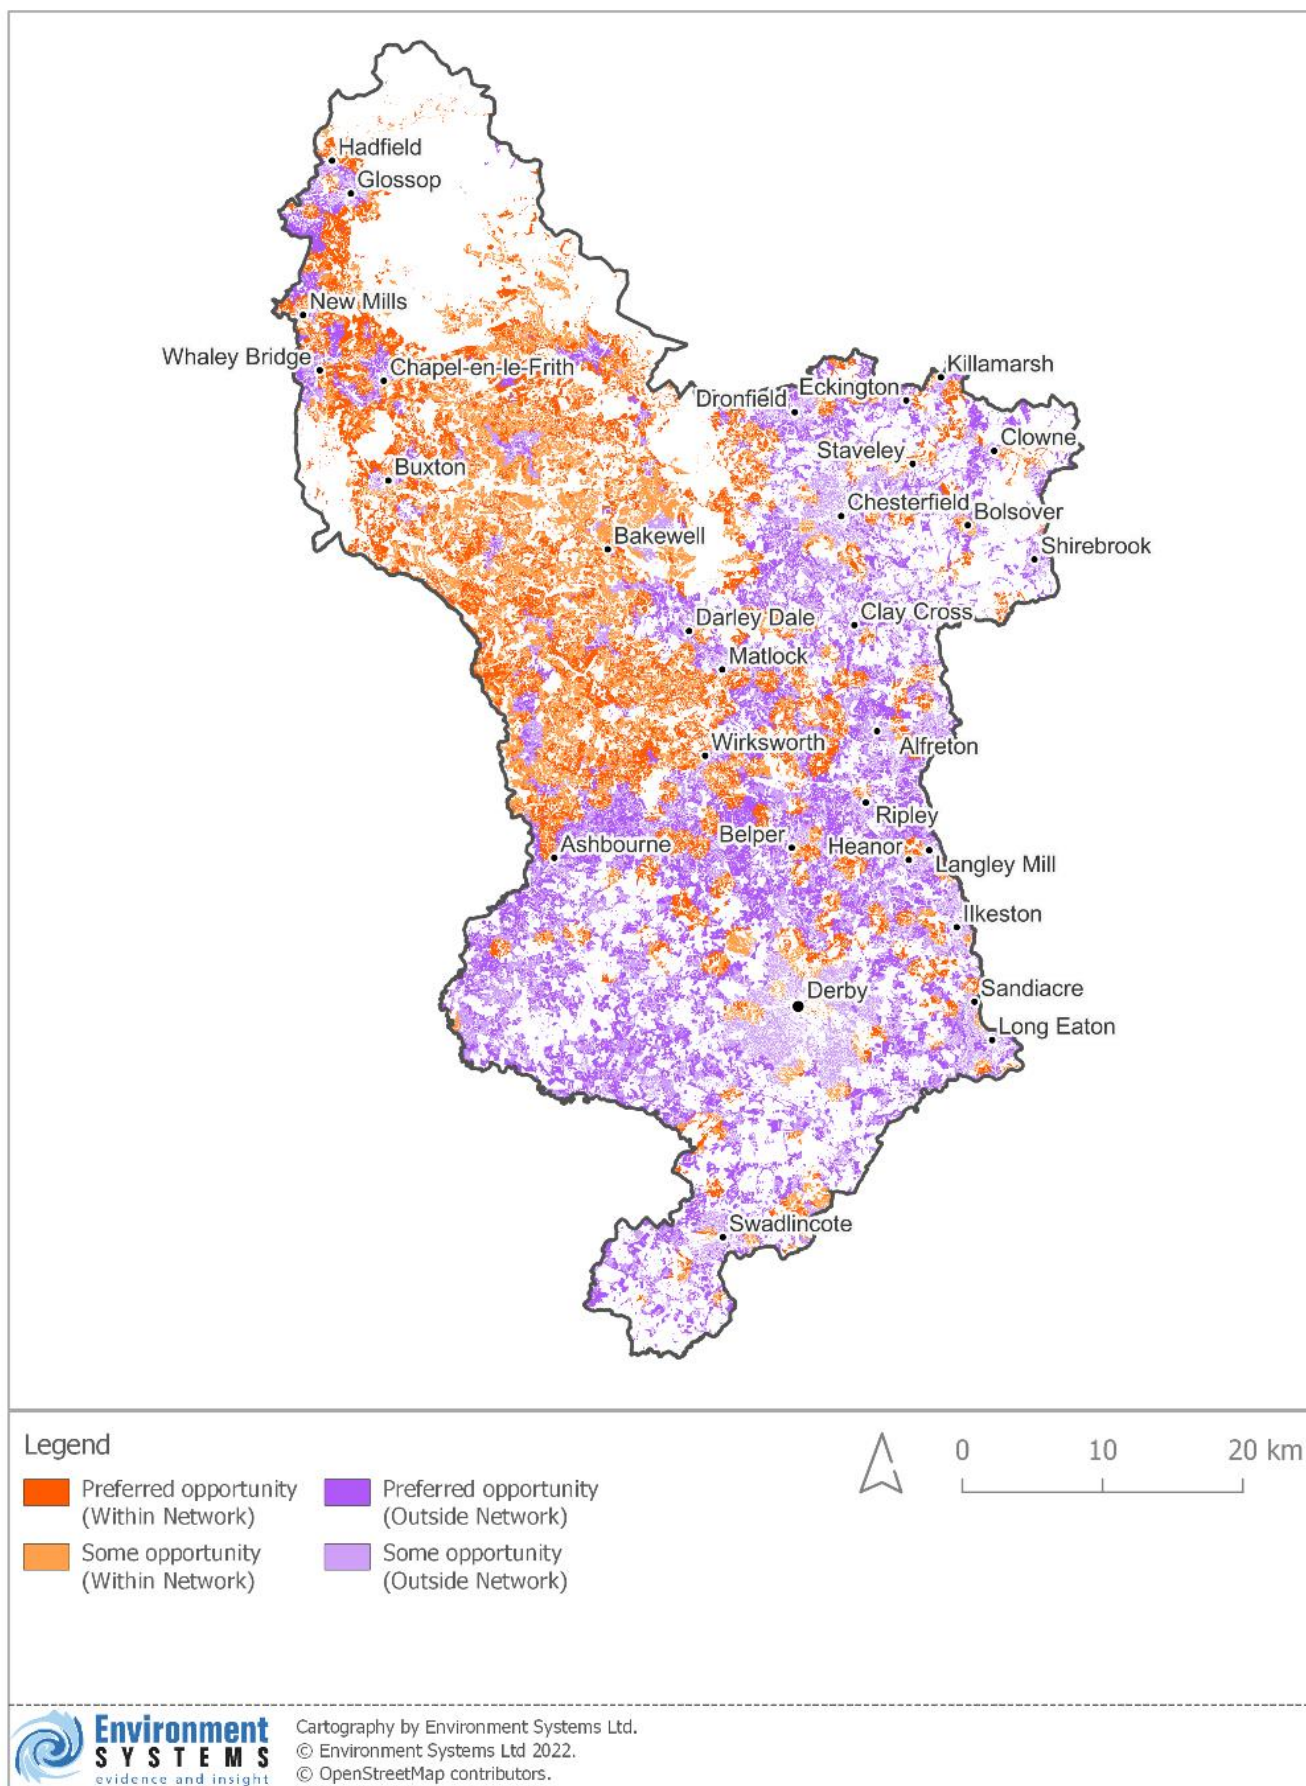 Hadfield
Glossop
New Mills
Whaley Bridge
Chapel-en-le-Frith
Killamarsh
Eckington
Dronfield
Clowne
Staveley
Buxton
Chesterfield
Bolsover
Bakewell
Shirebrook
Darley Dale
Clay Cross
Matlock
Wirksworth
Alfreton
Ripley
Belper
Heanor
Ashbourne
Langley Mill
Ilkeston
Derby
Sandiacre
Long Eaton
Swadlincote
Legend
Preferred opportunity
(Within Network)
Preferred opportunity
(Outside Network)
Some opportunity
(Within Network)
Some opportunity
(Outside Network)
0 10 20 km
Environment
SYSTEMS
evidence and insight
Cartography by Environment Systems Ltd.
© Environment Systems Ltd 2022.
© OpenStreetMap contributors.